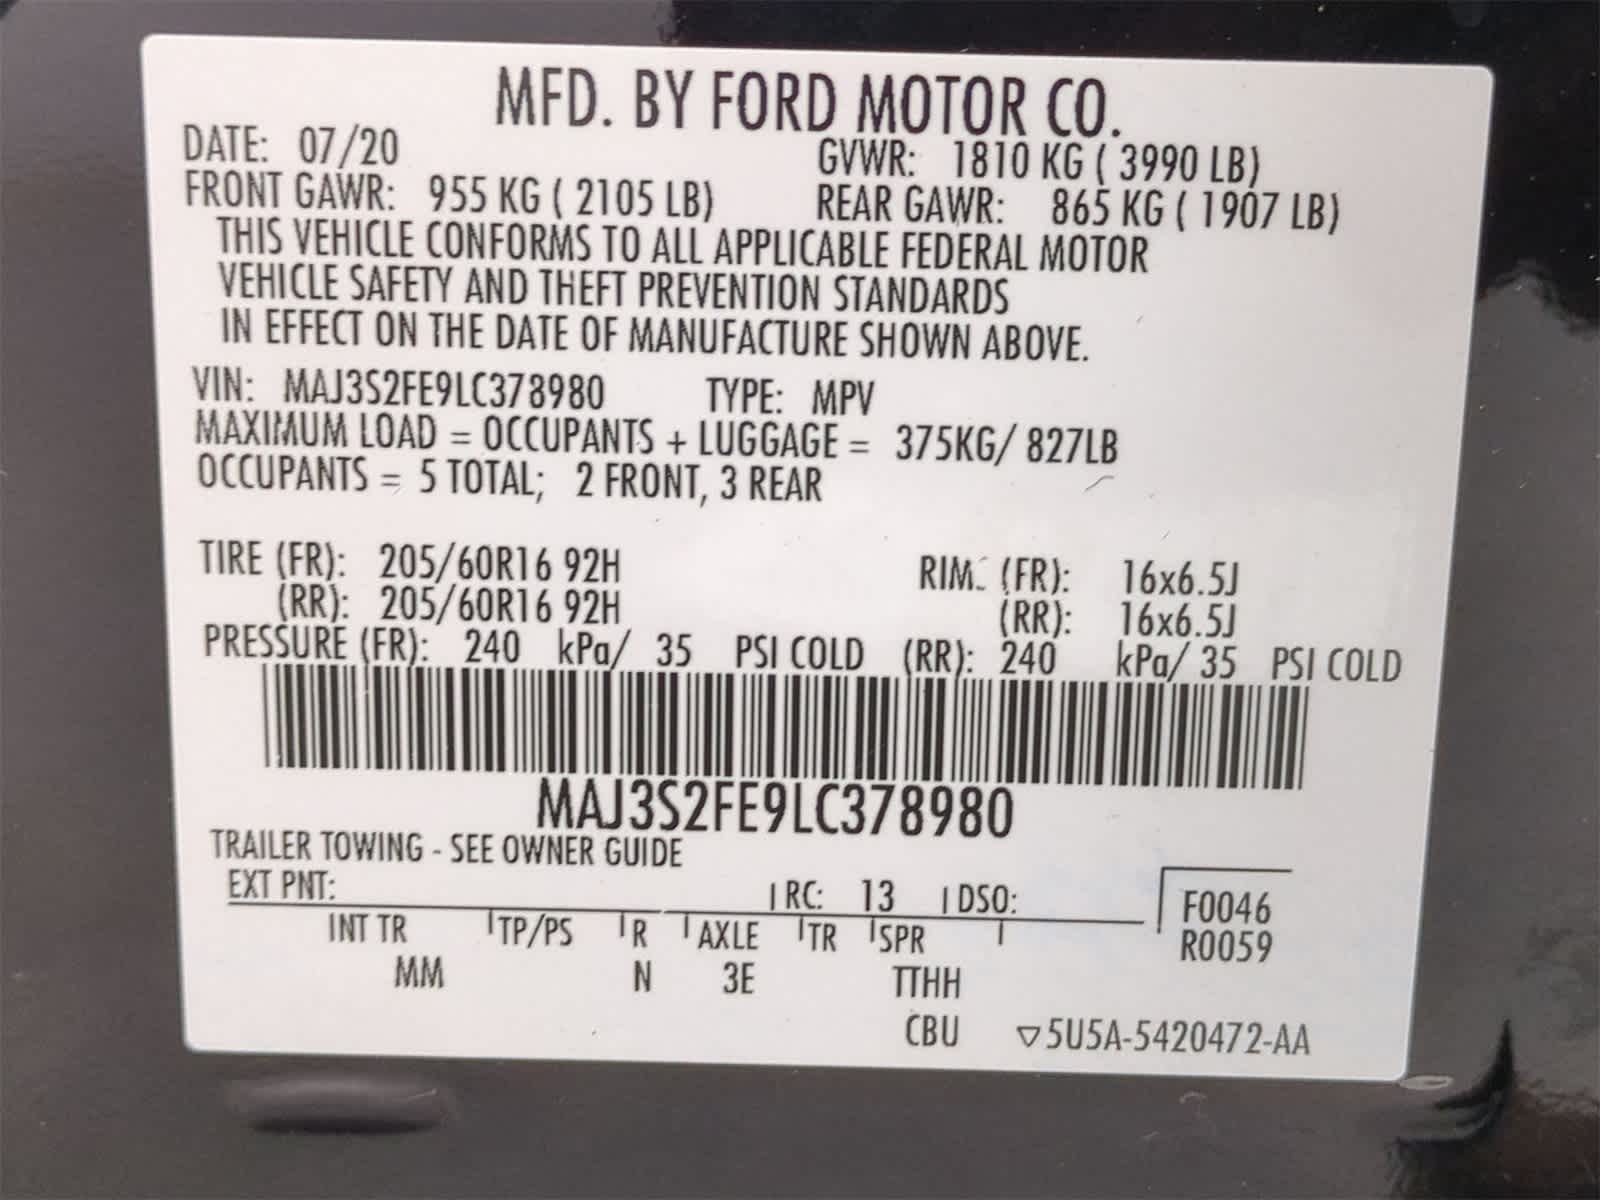 MFD. BY FORD MOTOR CO.
DATE: 07/20 GVWR: 1810 KG ( 3990 LB)
FRONT GAWR: 955 KG ( 2105 LB) REAR GAWR: 865 KG ( 1907 LB)
THIS VEHICLE CONFORMS TO ALL APPLICABLE FEDERAL MOTOR
VEHICLE SAFETY AND THEFT PREVENTION STANDARDS
IN EFFECT ON THE DATE OF MANUFACTURE SHOWN ABOVE.
VIN: MAJ3S2FE9LC378980 TYPE: MPV
MAXIMUM LOAD = OCCUPANTS + LUGGAGE = 375KG/ 827LB
OCCUPANTS = 5 TOTAL; 2 FRONT, 3 REAR
TIRE (FR): 205/60R16 92H RIM (FR): 16x6.5J
(RR): 205/60R16 92H (RR): 16x6.5J
PRESSURE (FR): 240 kPa/ 35 PSI COLD (RR): 240 kPa/ 35 PSI COLD
MAJ3S2FE9LC378980
TRAILER TOWING - SEE OWNER GUIDE
EXT PNT: RC: 13 DSO: F0046
INT TR TP/PS R AXLE TR SPR R0059
MM N 3E TTHH
CBU ▽5U5A-5420472-AA